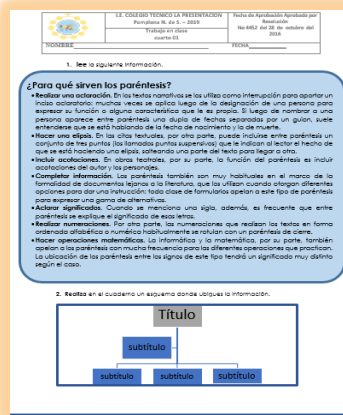 I.E. COLEGIO TECNICO LA PRESENTACION
Pamplona N. de S. – 2019
Trabajo en clase
cuarto 01
Fecha de Aprobación Aprobado por
Resolución
No 4452 del 28 de octubre del
2016
NOMBRE
FECHA
1. lee la siguiente información.
¿Para qué sirven los paréntesis?
• Realizar una aclaración. En los textos narrativos se los utiliza como interrupción para aportar un
inciso aclaratorio; muchas veces se aplica luego de la designación de una persona para
expresar su función o alguna característica que le es propia. Si luego de nombrar a una
persona aparece entre paréntesis una dupla de fechas separadas por un guion, suele
entenderse que se está hablando de la fecha de nacimiento y la de muerte.
• Hacer una elipsis. En las citas textuales, por otra parte, puede incluirse entre paréntesis un
conjunto de tres puntos (los llamados puntos suspensivos) que le indican al lector el hecho de
que se está haciendo una elipsis, salteando una parte del texto para llegar a otra.
• Incluir acotaciones. En obras teatrales, por su parte, la función del paréntesis es incluir
acotaciones del autor y los personajes.
• Completar información. Los paréntesis también son muy habituales en el marco de la
formalidad de documentos lejanos a la literatura, que los utilizan cuando otorgan diferentes
opciones para dar una instrucción: toda clase de formularios apelan a este tipo de paréntesis
para expresar una gama de alternativas.
• Aclarar significados. Cuando se menciona una sigla, además, es frecuente que entre
paréntesis se explique el significado de esas letras.
• Realizar numeraciones. Por otra parte, las numeraciones que realizan los textos en forma
ordenada alfabética o numérica habitualmente se rotulan con un paréntesis de cierre.
• Hacer operaciones matemáticas. La informática y la matemática, por su parte, también
apelan a los paréntesis con mucha frecuencia para las diferentes operaciones que practican.
La ubicación de los paréntesis entre los signos de este tipo tendrá un significado muy distinto
según el caso.
2. Realiza en el cuaderno un esquema donde ubiques la información.
Título
subtítulo
subtítulo
subtítulo
subtítulo